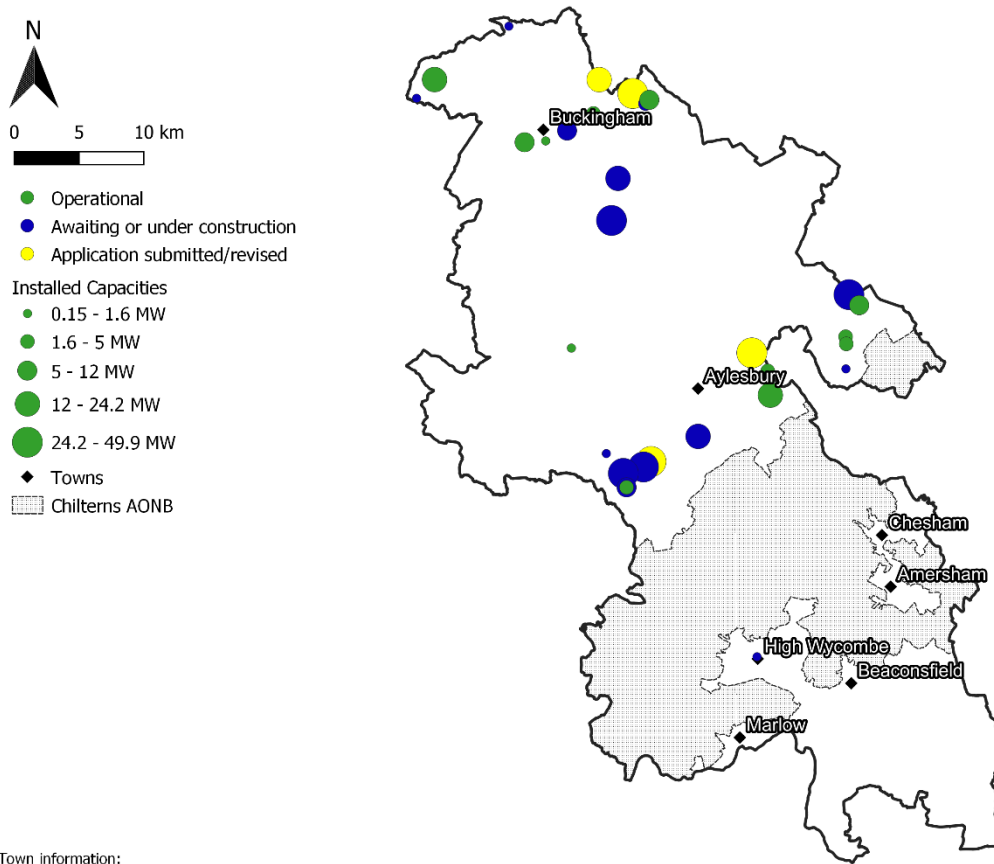 N
0 5 10 km
Operational
Awaiting or under construction
Application submitted/revised
Installed Capacities
0.15 - 1.6 MW
1.6 - 5 MW
5 - 12 MW
12 - 24.2 MW
24.2 - 49.9 MW
Towns
Chilterns AONB
Buckingham
Aylesbury
Chesham
Amersham
High Wycombe
Beaconsfield
Marlow
Town information: